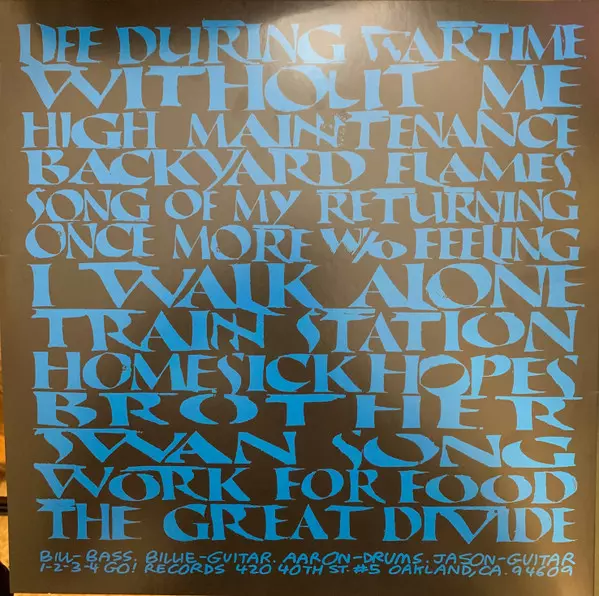 LIFE DURING WARTIME
WITHOUT ME
HIGH MAINTENANCE
BACKYARD FLAMES
SONG OF MY RETURNING
ONCE MORE W/O FEELING
I WALK ALONE
TRAIN STATION
HOMESICK HOPES
BROTHER
SWAN SONG
WORK FOR FOOD
THE GREAT DIVIDE
BILL-BASS. BILLIE-GUITAR. AARON-DRUMS. JASON-GUITAR
1-2-3-4 GO! RECORDS 420 40TH ST. #5 OAKLAND, CA. 94609